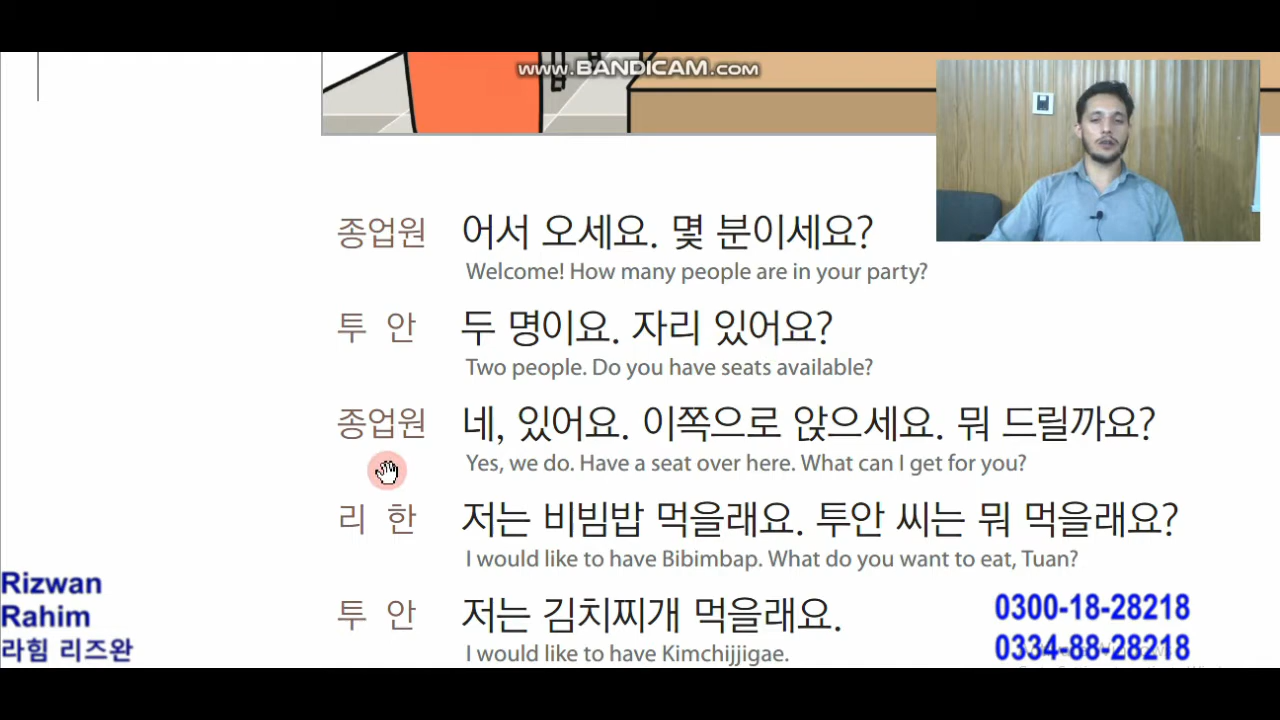 www.BANDICAM.com
종업원 어서 오세요. 몇 분이세요?
Welcome! How many people are in your party?
투 안 두 명이요. 자리 있어요?
Two people. Do you have seats available?
종업원 네, 있어요. 이쪽으로 앉으세요. 뭐 드릴까요?
Yes, we do. Have a seat over here. What can I get for you?
리 한 저는 비빔밥 먹을래요. 투안 씨는 뭐 먹을래요?
I would like to have Bibimbap. What do you want to eat, Tuan?
투 안 저는 김치찌개 먹을래요.
I would like to have Kimchijjigae.
Rizwan
Rahim
라힘 리즈완
0300-18-28218
0334-88-28218